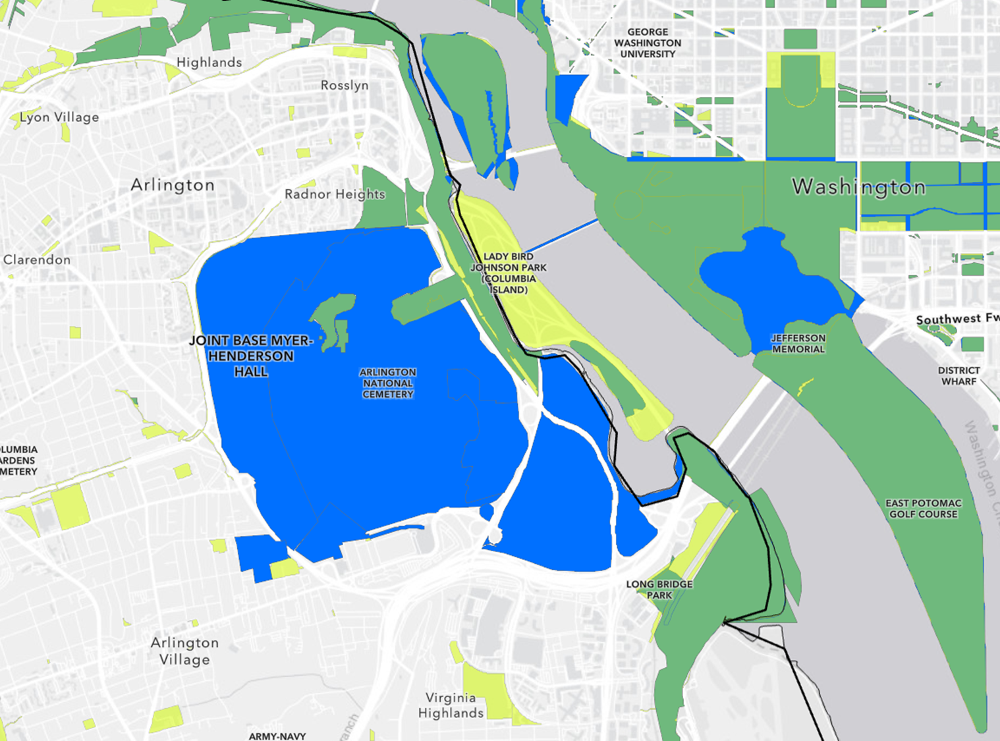 GEORGE
WASHINGTON
UNIVERSITY
Highlands
Rosslyn
Lyon Village
Arlington
Radnor Heights
Washington
Clarendon
LADY BIRD
JOHNSON PARK
(COLUMBIA
ISLAND)
Southwest Fw
JOINT BASE MYER-
HENDERSON
HALL
JEFFERSON
MEMORIAL
ARLINGTON
NATIONAL
CEMETERY
DISTRICT
WHARF
OLUMBIA
ARDENS
METERY
Washington Ch
EAST POTOMAC
GOLF COURSE
LONG BRIDGE
PARK
Arlington
Village
Virginia
Highlands
ranch
ARMY-NAVY